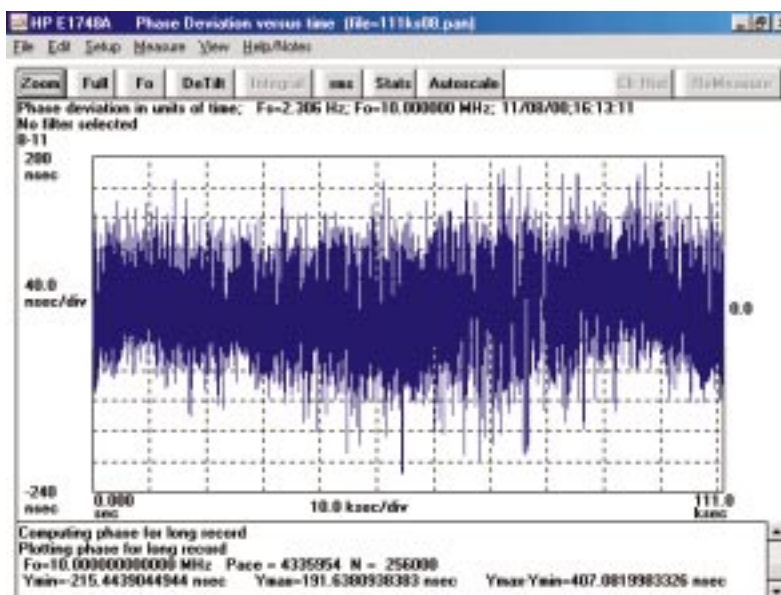 HP E1748A Phase Deviation versus time (file=111ks00.pan)
File Edit Setup Measure View Help/Notes
Zoom Full Fo DeTilt Integral rms Stats Autoscale
Phase deviation in units of time; Fs=2.306 Hz; Fo=10.000000 MHz; 11/08/00;16:13:11
No filter selected
8-11
200
nsec
40.0
nsec/div
0.0
-240
nsec
0.000
sec
10.0 ksec/div
111.0
ksec
Computing phase for long record
Plotting phase for long record
Fo=10.000000000000 MHz Pace = 4335954 N = 256000
Ymin=-215.4439044944 nsec Ymax=191.6380938383 nsec Ymax-Ymin=407.0819983326 nsec